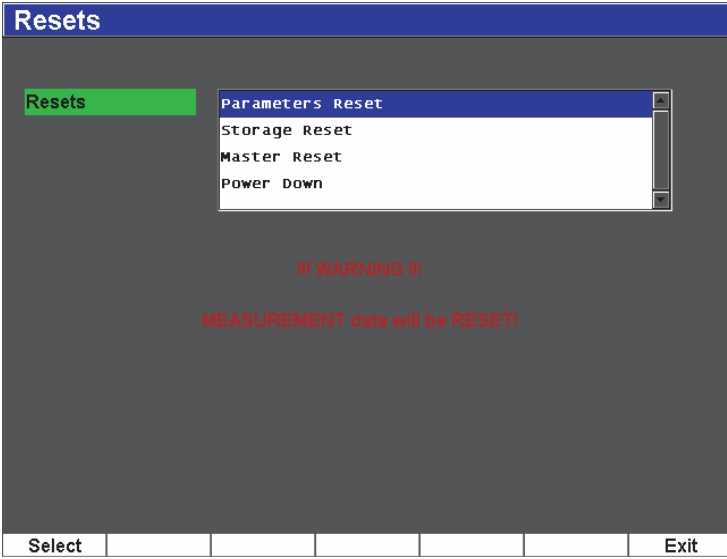 Resets
Resets
Parameters Reset
Storage Reset
Master Reset
Power Down
!!! WARNING !!!
MEASUREMENT data will be RESET!
Select
Exit